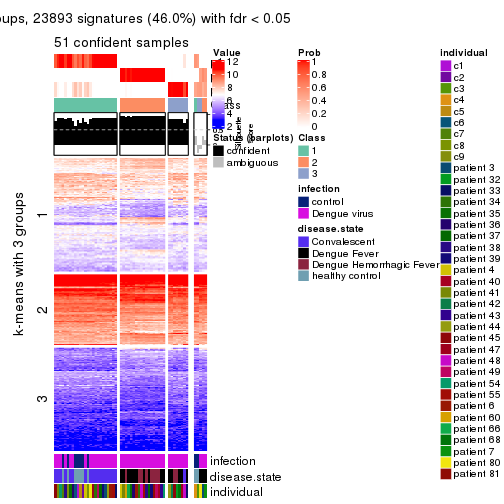 oups, 23893 signatures (46.0%) with fdr < 0.05
51 confident samples
k-means with 3 groups
1
2
3
infection
disease.state
individual
Value
12
10
8
6
4
2
Status (barplots)
confident
ambiguous
Silhouette
score
Prob
1
0.8
0.6
0.4
0.2
0
Class
1
2
3
infection
control
Dengue virus
disease.state
Convalescent
Dengue Fever
Dengue Hemorrhagic Fever
healthy control
individual
c1
c2
c3
c4
c5
c6
c7
c8
c9
patient 3
patient 32
patient 33
patient 34
patient 35
patient 36
patient 37
patient 38
patient 39
patient 4
patient 40
patient 41
patient 42
patient 43
patient 44
patient 45
patient 47
patient 48
patient 49
patient 54
patient 55
patient 6
patient 60
patient 66
patient 68
patient 7
patient 80
patient 81